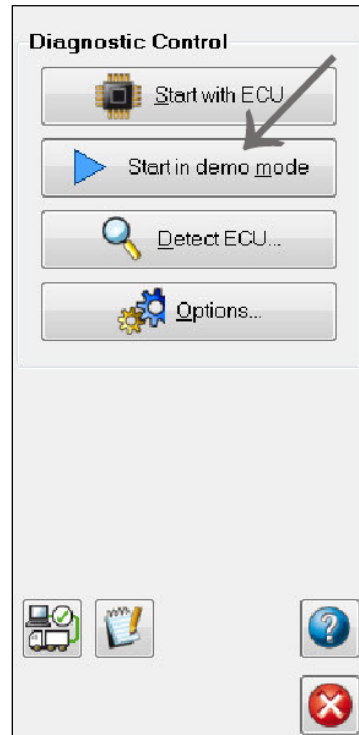 Diagnostic Control
Start with ECU
Start in demo mode
Detect ECU...
Options...
?